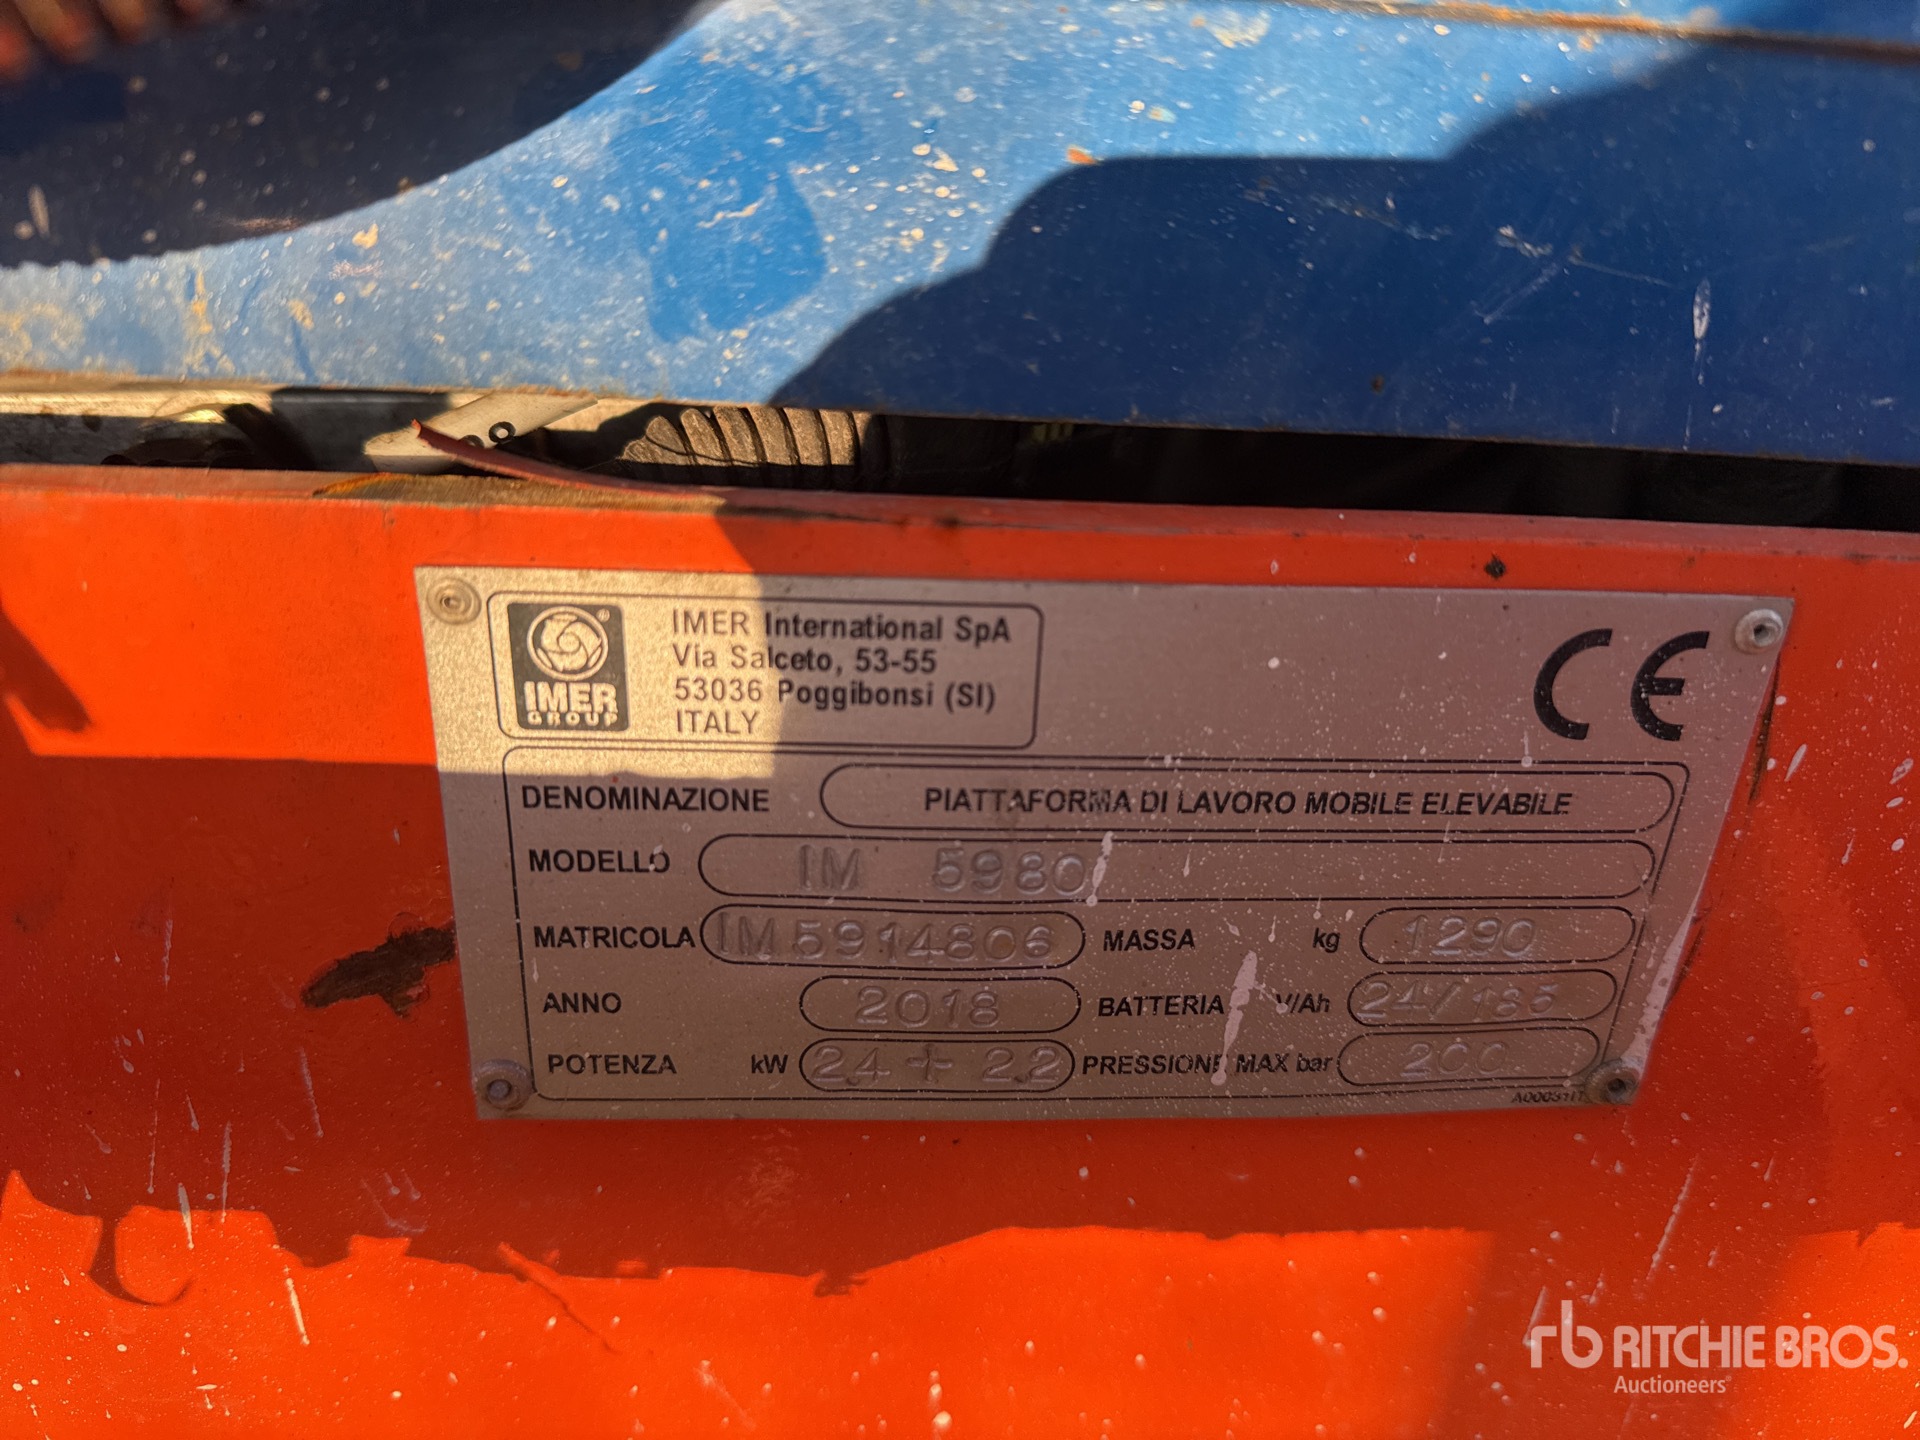 IMER GROUP
IMER International SpA
Via Salceto, 53-55
53036 Poggibonsi (SI)
ITALY
CE
DENOMINAZIONE PIATTAFORMA DI LAVORO MOBILE ELEVABILE
MODELLO IM 5980
MATRICOLA IM5914806 MASSA kg 1290
ANNO 2018 BATTERIA V/Ah 24/185
POTENZA kW 2.4 + 2.2 PRESSIONE MAX bar 200
rb RITCHIE BROS.
Auctioneers